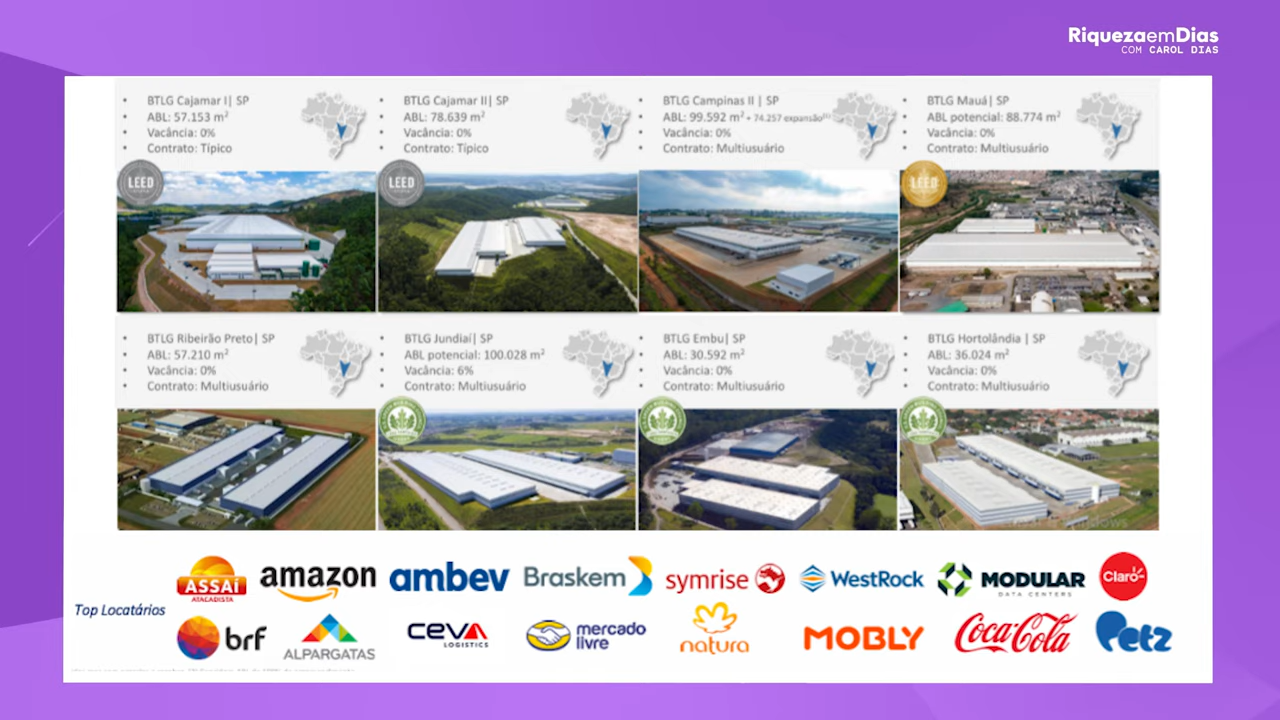 RiquezaemDias
COM CAROL DIAS
• BTLG Cajamar I| SP
• ABL: 57.153 m²
• Vacância: 0%
• Contrato: Típico
• BTLG Cajamar II| SP
• ABL: 78.639 m²
• Vacância: 0%
• Contrato: Típico
• BTLG Campinas II | SP
• ABL: 99.592 m² + 74.257 expansão⁽¹⁾
• Vacância: 0%
• Contrato: Multiusuário
• BTLG Mauá| SP
• ABL potencial: 88.774 m²
• Vacância: 0%
• Contrato: Multiusuário
LEED
LEED
LEED
• BTLG Ribeirão Preto| SP
• ABL: 57.210 m²
• Vacância: 0%
• Contrato: Multiusuário
• BTLG Jundiaí| SP
• ABL potencial: 100.028 m²
• Vacância: 6%
• Contrato: Multiusuário
• BTLG Embu| SP
• ABL: 30.592 m²
• Vacância: 0%
• Contrato: Multiusuário
• BTLG Hortolândia | SP
• ABL: 36.024 m²
• Vacância: 0%
• Contrato: Multiusuário
Top Locatários
ASSAÍ
ATACADISTA
amazon
ambev
Braskem
symrise
WestRock
MODULAR
DATA CENTERS
Claro
brf
ALPARGATAS
CEVA
LOGISTICS
mercado
livre
natura
MOBLY
Coca-Cola
Petz